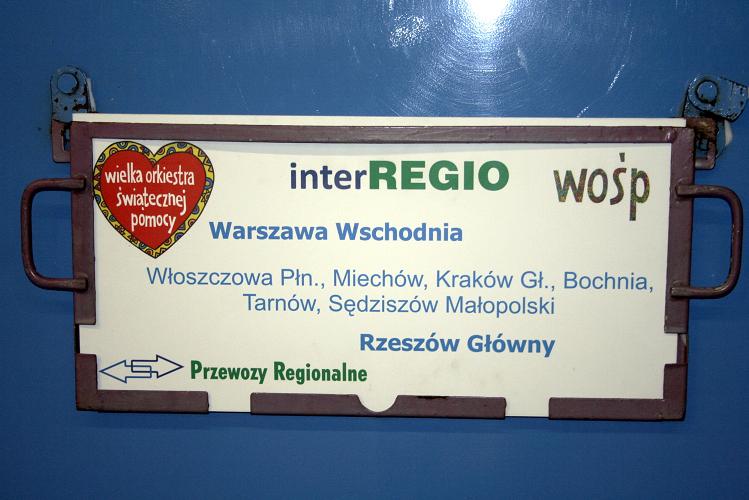 wielka orkiestra
świątecznej
pomocy
interREGIO
wośp
Warszawa Wschodnia
Włoszczowa Płn., Miechów, Kraków Gł., Bochnia,
Tarnów, Sędziszów Małopolski
Rzeszów Główny
Przewozy Regionalne